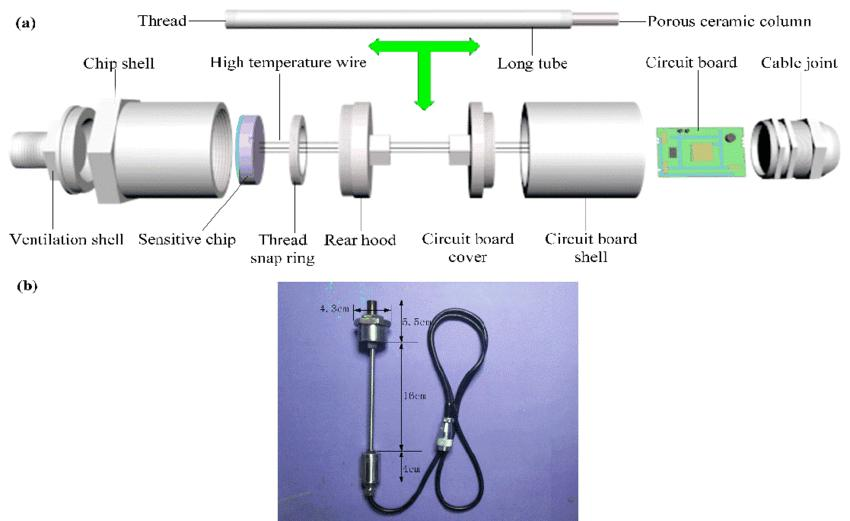 (a)
Thread
Porous ceramic column
Chip shell
High temperature wire
Long tube
Circuit board
Cable joint
Ventilation shell
Sensitive chip
Thread
snap ring
Rear hood
Circuit board
cover
Circuit board
shell
(b)
4.3cm
5.5cm
16cm
4cm